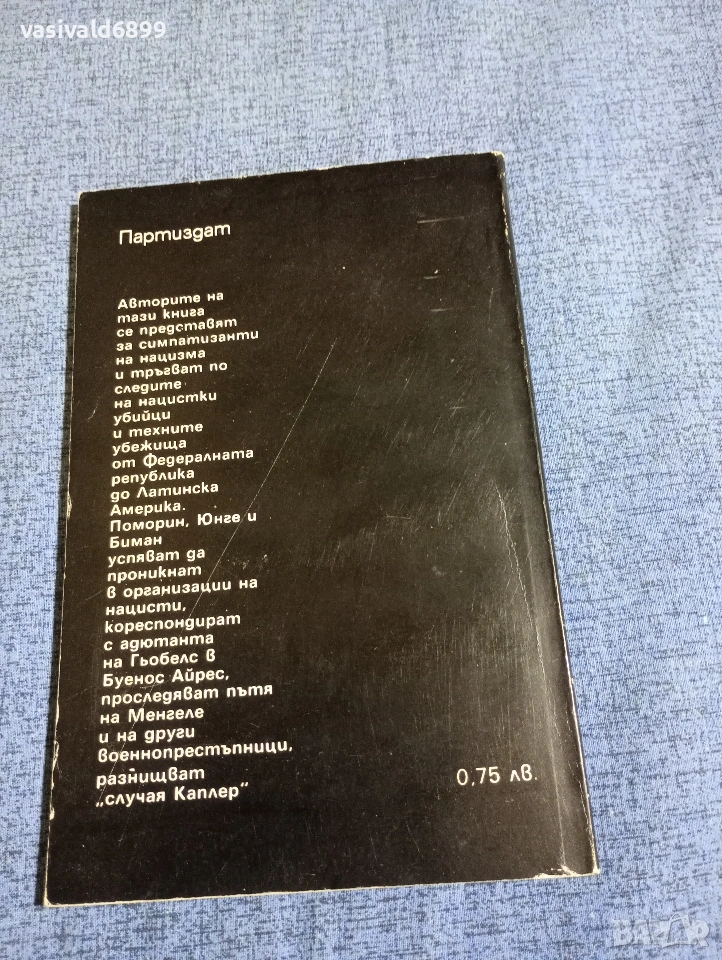 vasivald6899
Партиздат
Авторите на
тази книга
се представят
за симпатизанти
на нацизма
и тръгват по
следите
на нацистки
убийци
и техните
убежища
от Федералната
република
до Латинска
Америка.
Поморин, Юнге и
Биман
успяват да
проникнат
в организации на
нацисти,
кореспондират
с адютанта
на Гьобелс в
Буенос Айрес,
проследяват пътя
на Менгеле
и на други
военнопрестъпници,
разнищват
„случая Каплер“
0,75 лв.
BAZAR